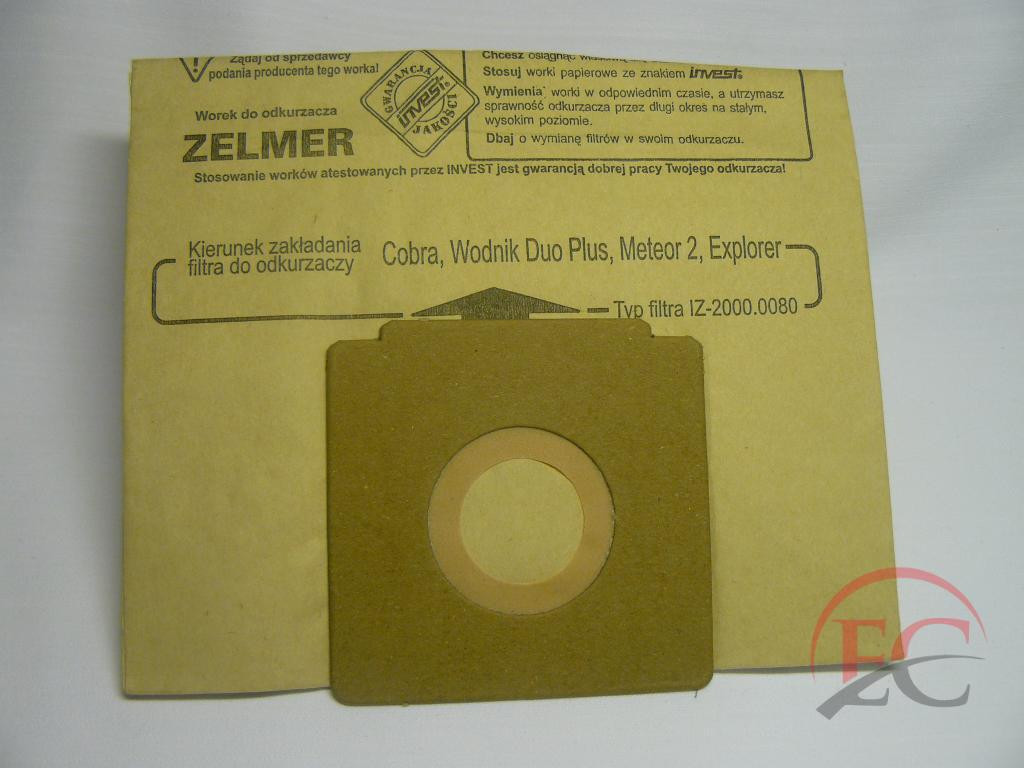 Żądaj od sprzedawcy
podania producenta tego worka!
GWARANCJA
invest
JAKOŚCI
Chcesz osiągnąć
Stosuj worki papierowe ze znakiem invest
Wymieniaj worki w odpowiednim czasie, a utrzymasz
sprawność odkurzacza przez długi okres na stałym,
wysokim poziomie.
Dbaj o wymianę filtrów w swoim odkurzaczu.
Worek do odkurzacza
ZELMER
Stosowanie worków atestowanych przez INVEST jest gwarancją dobrej pracy Twojego odkurzacza!
Kierunek zakładania
filtra do odkurzaczy
Cobra, Wodnik Duo Plus, Meteor 2, Explorer
Typ filtra IZ-2000.0080
EZC